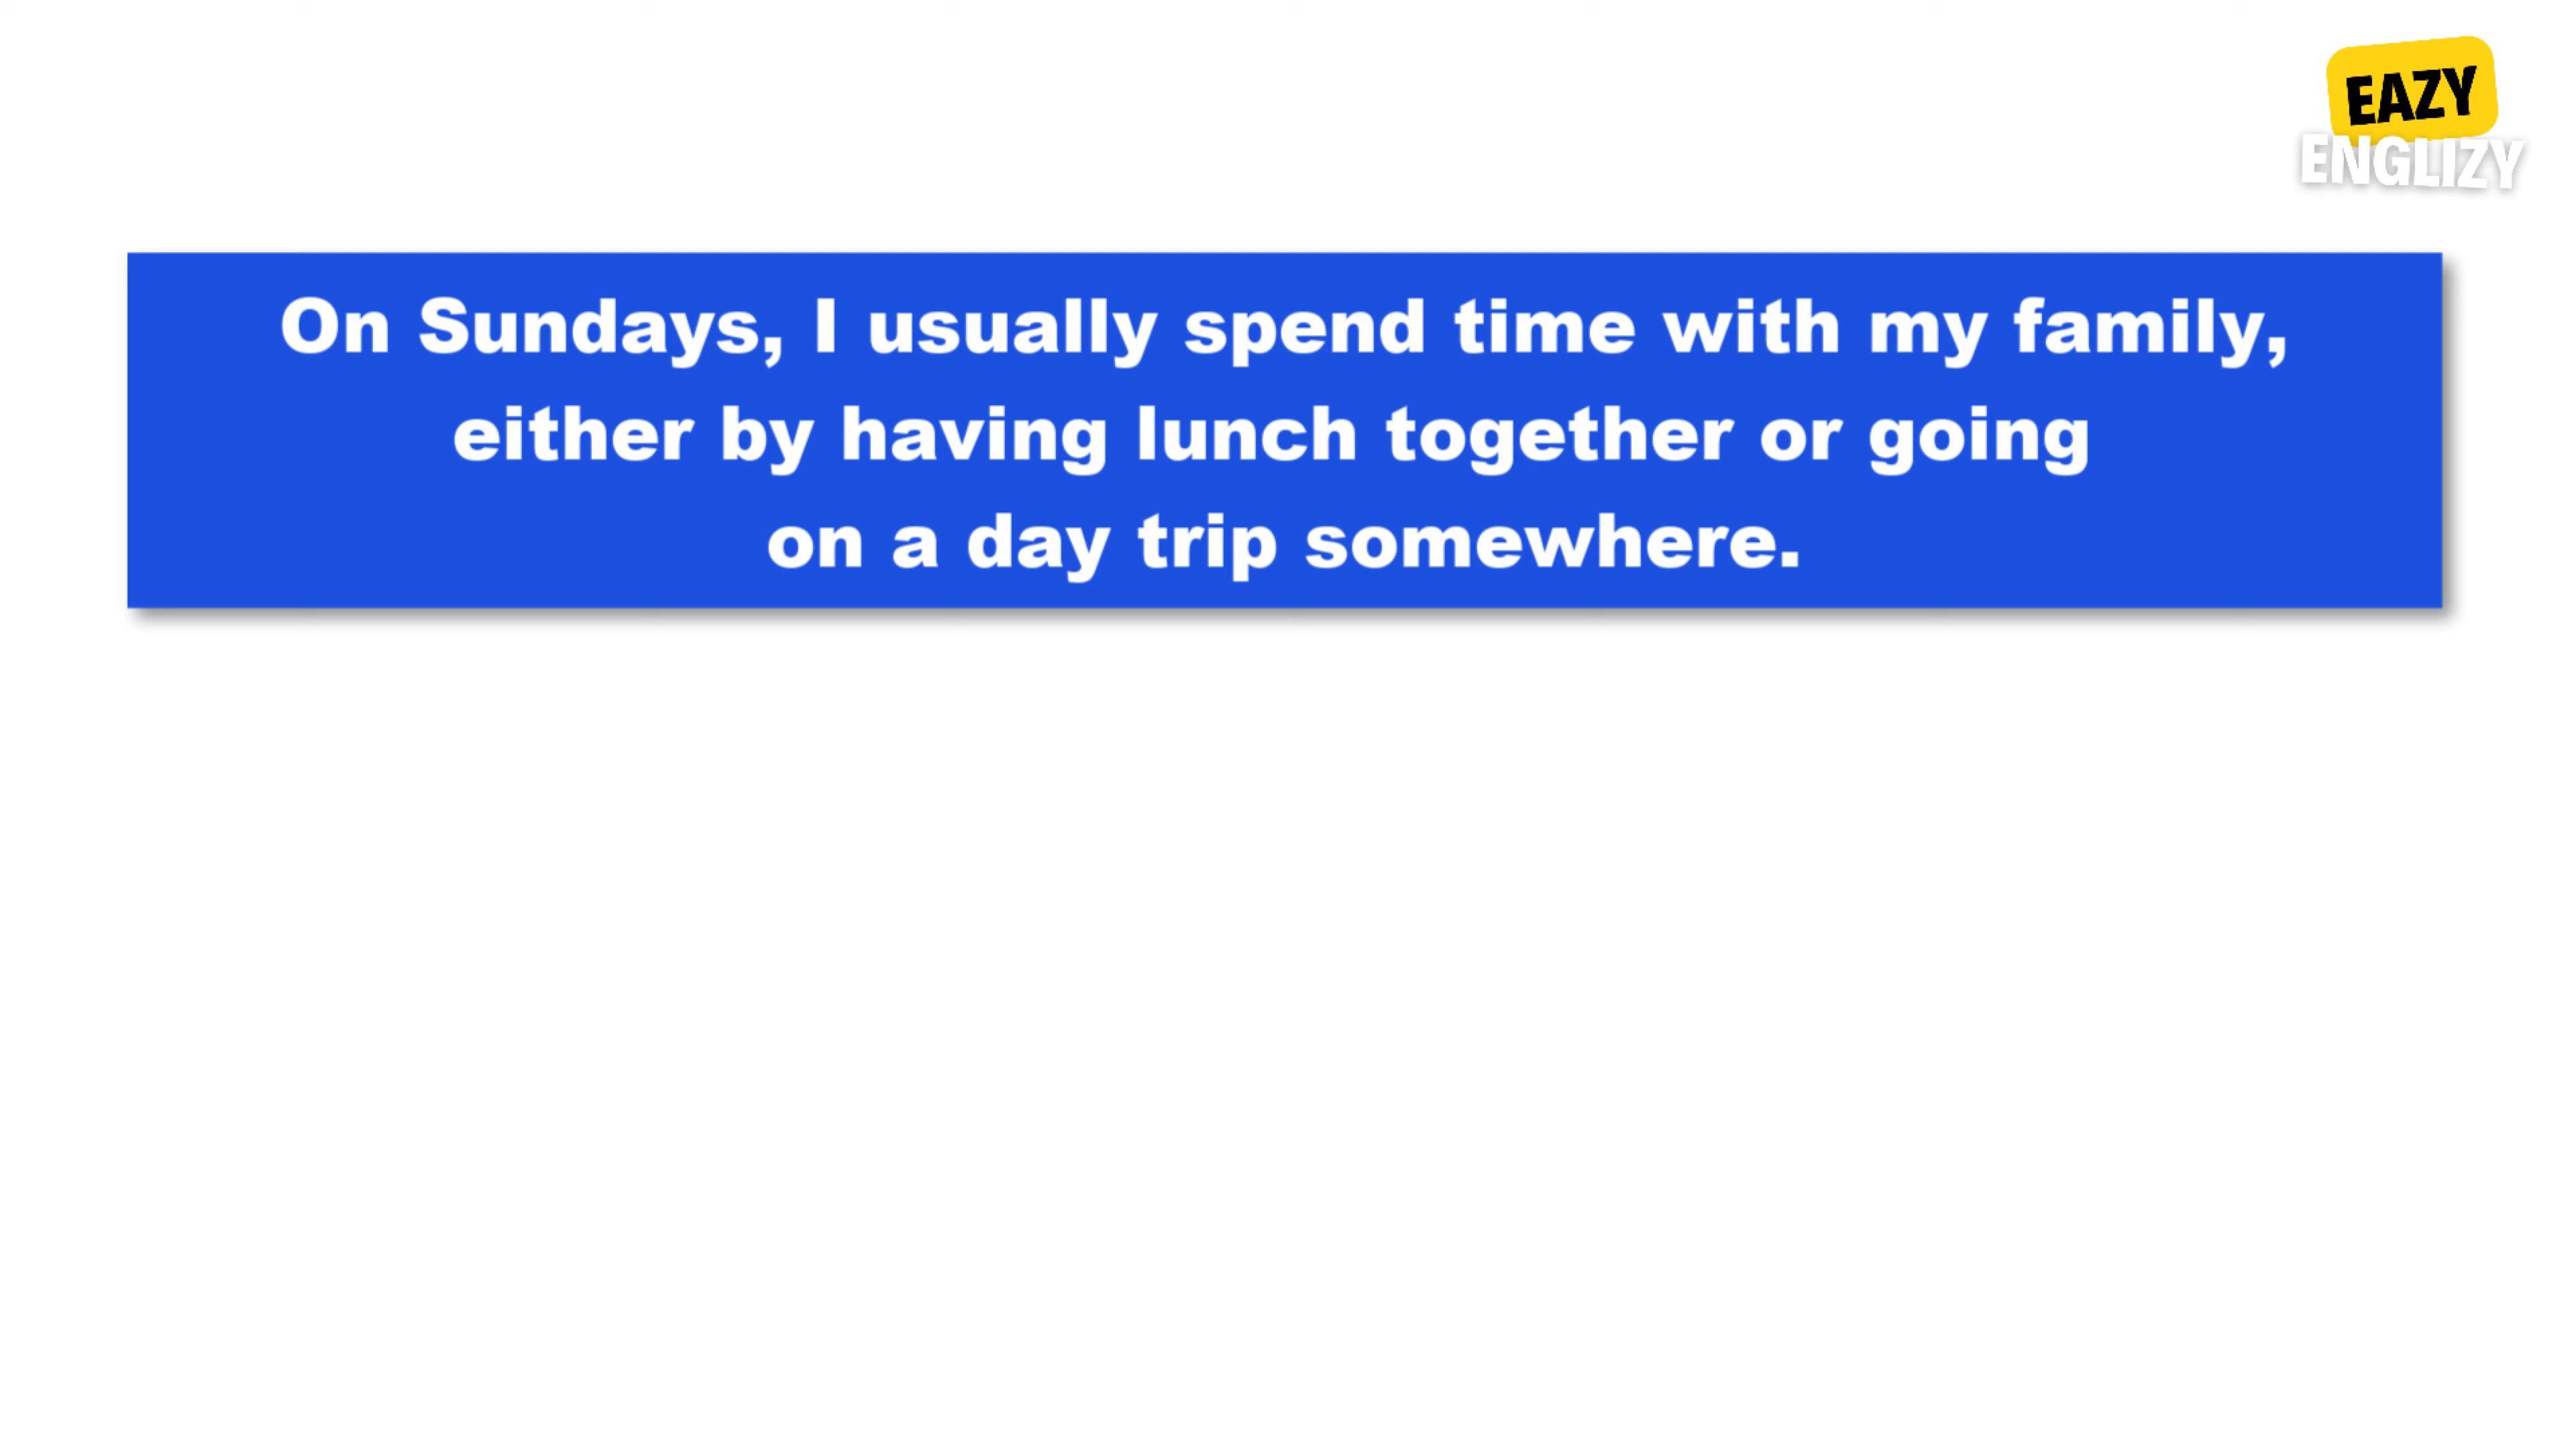 EAZY
ENGLIZY
On Sundays, I usually spend time with my family,
either by having lunch together or going
on a day trip somewhere.